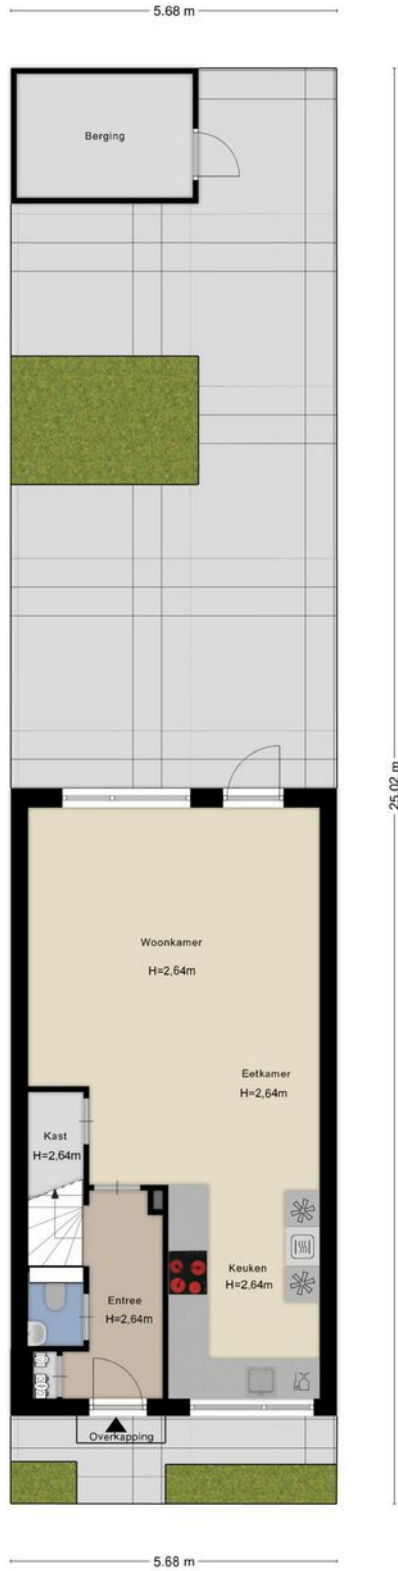 5.68 m
Berging
25.02 m
Woonkamer
H=2,64m
Eetkamer
H=2,64m
Kast
H=2,64m
Keuken
H=2,64m
Entree
H=2,64m
Overkapping
5.68 m